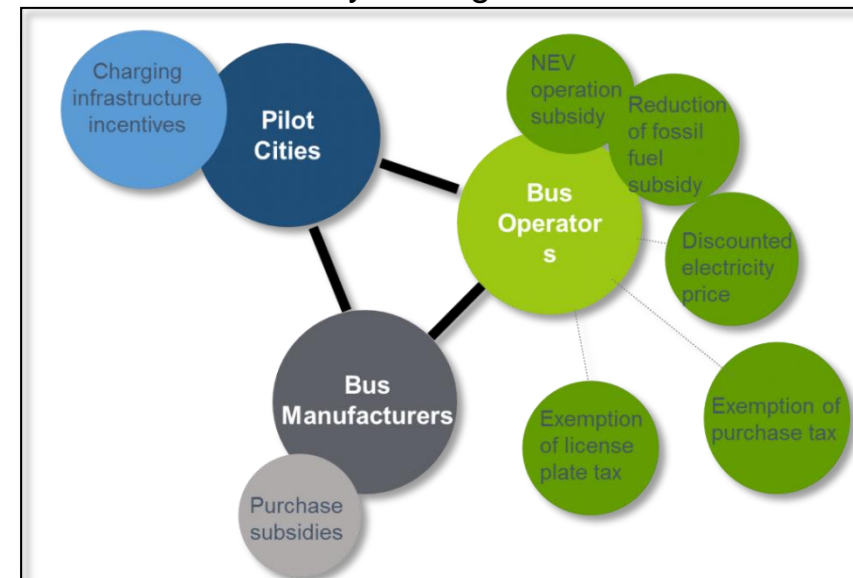 Charging
infrastructure
incentives
Pilot
Cities
NEV
operation
subsidy
Reduction
of fossil
fuel
subsidy
Bus
Operator
s
Discounted
electricity
price
Bus
Manufacturers
Exemption
of license
plate tax
Exemption of
purchase tax
Purchase
subsidies